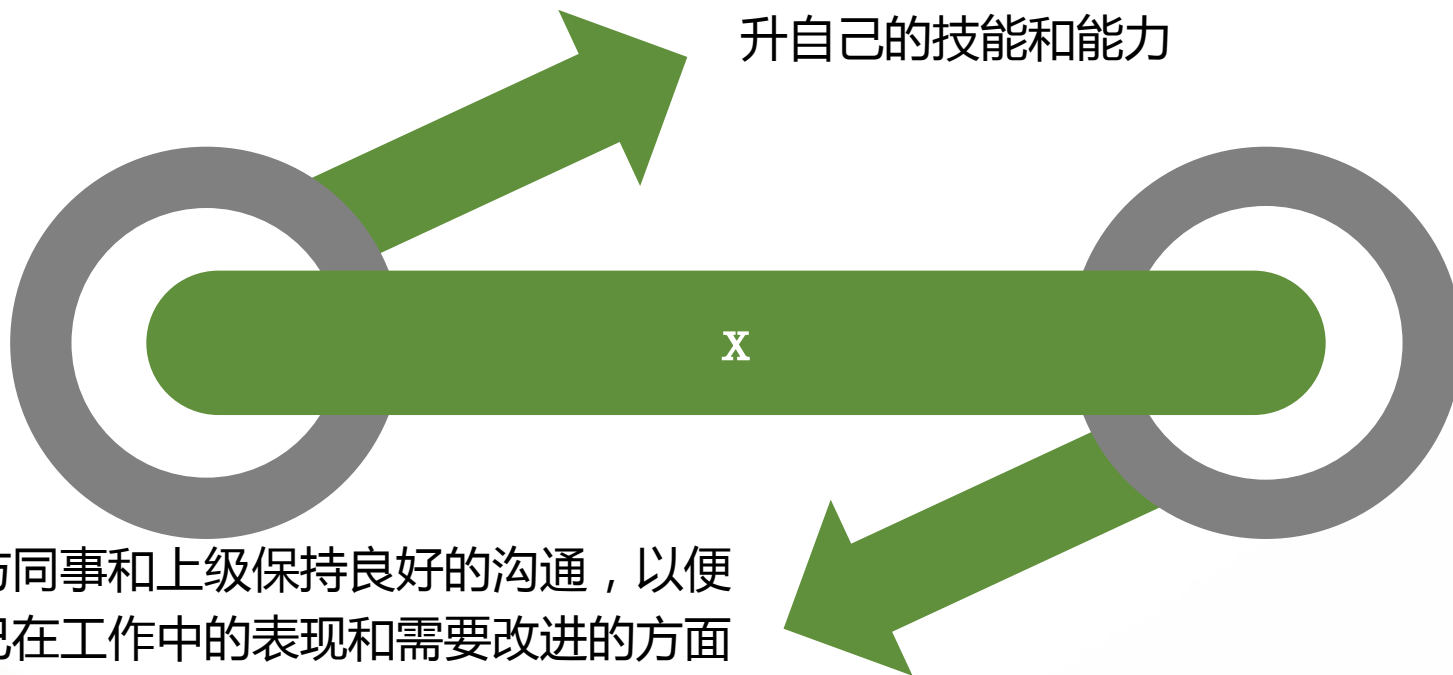 升自己的技能和能力
x
同事和上级保持良好的沟通，以便
在工作中的表现和需要改进的方面